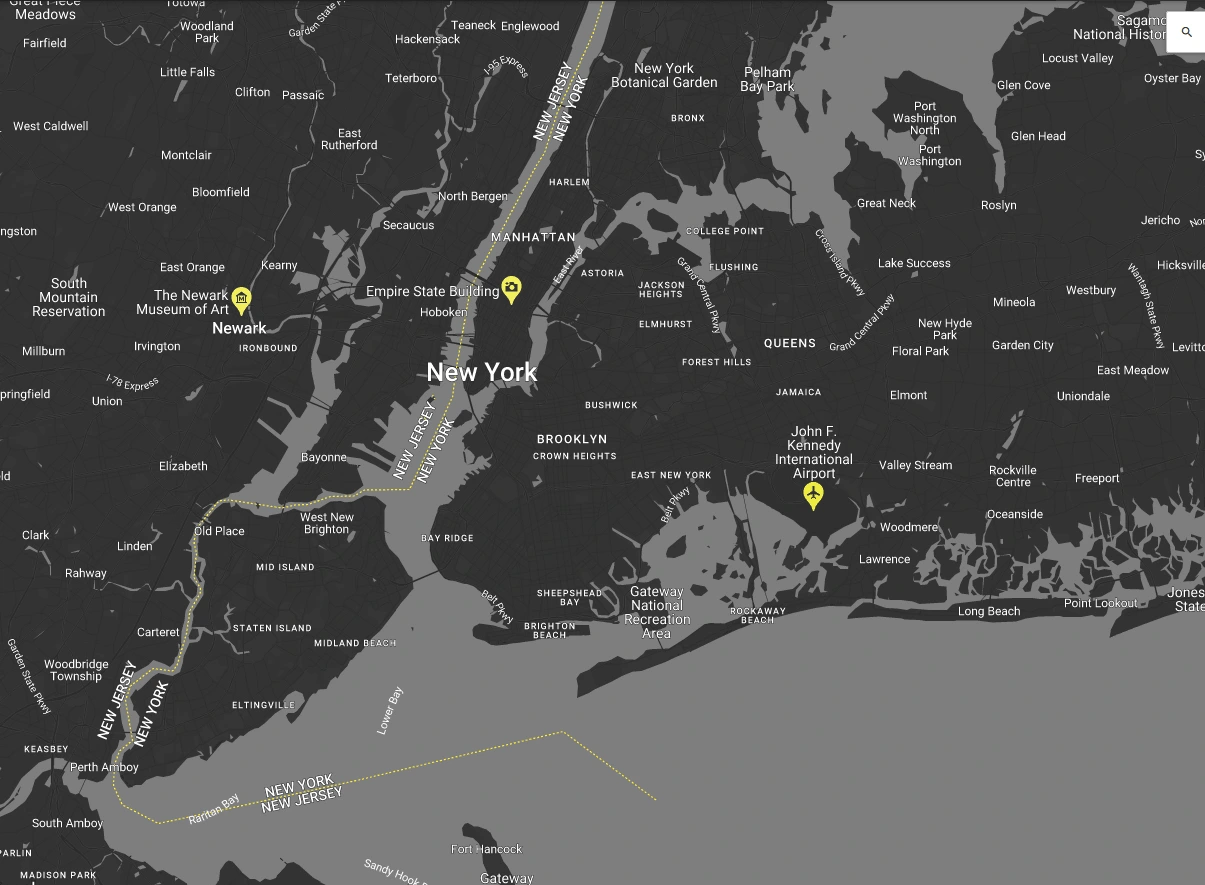 Great Piece
Meadows
Totowa
Garden State P
Teaneck
Englewood
Sagamo
National Histor
Fairfield
Woodland
Park
Hackensack
Locust Valley
Little Falls
Teterboro
I-95 Express
NEW JERSEY
NEW YORK
New York
Botanical Garden
Pelham
Bay Park
Glen Cove
Oyster Bay
Clifton
Passaic
BRONX
Port
Washington
North
Port
Washington
Glen Head
West Caldwell
East
Rutherford
Montclair
Sy
Bloomfield
North Bergen
HARLEM
West Orange
Great Neck
Roslyn
ngston
Secaucus
MANHATTAN
COLLEGE POINT
Jericho
Nor
East Orange
Kearny
East River
ASTORIA
Grand Central Pkwy
FLUSHING
Cross Island Pkwy
Lake Success
Hicksville
South
Mountain
Reservation
The Newark
Museum of Art
Newark
Empire State Building
JACKSON
HEIGHTS
Westbury
Wantagh State Pkwy
Hoboken
ELMHURST
Mineola
Grand Central Pkwy
New Hyde
Park
Millburn
Irvington
IRONBOUND
QUEENS
Floral Park
Garden City
Levitto
FOREST HILLS
New York
East Meadow
I-78 Express
pringfield
Union
JAMAICA
Elmont
Uniondale
BUSHWICK
NEW JERSEY
NEW YORK
BROOKLYN
CROWN HEIGHTS
John F.
Kennedy
International
Airport
Elizabeth
Bayonne
EAST NEW YORK
Valley Stream
Rockville
Centre
Freeport
ld
Belt Pkwy
West New
Brighton
Old Place
Oceanside
Woodmere
Clark
Linden
BAY RIDGE
Lawrence
Rahway
MID ISLAND
Belt Pkwy
SHEEPSHEAD
BAY
Gateway
National
Recreation
Area
ROCKAWAY
BEACH
Long Beach
Point Lookout
Jones
State
Carteret
STATEN ISLAND
MIDLAND BEACH
BRIGHTON
BEACH
Garden State Pkwy
Woodbridge
Township
NEW JERSEY
NEW YORK
ELTINGVILLE
Lower Bay
KEASBEY
Perth Amboy
NEW YORK
NEW JERSEY
Raritan Bay
South Amboy
PARLIN
Fort Hancock
Sandy Hook
MADISON PARK
Gateway